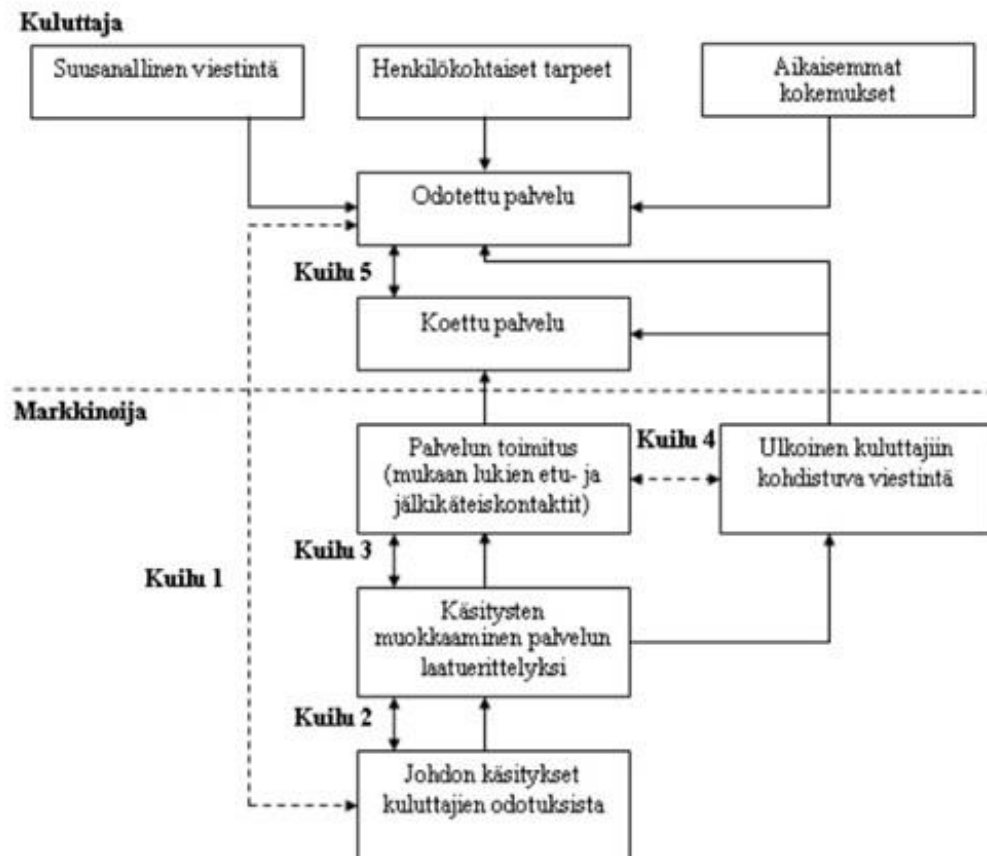 Kuluttaja
Suusanallinen viestintä
Henkilökohtaiset tarpeet
Aikaisemmat
kokemukset
Odotettu palvelu
Kuilu 5
Koettu palvelu
Markkinoija
Palvelun toimitus
(mukaan lukien etu- ja
jälkikäteiskontaktit)
Kuilu 4
Ulkoinen kuluttajiin
kohdistuva viestintä
Kuilu 3
Kuilu 1
Käsitysten
muokkaaminen palvelun
laatuerittelyksi
Kuilu 2
Johdon käsitykset
kuluttajien odotuksista